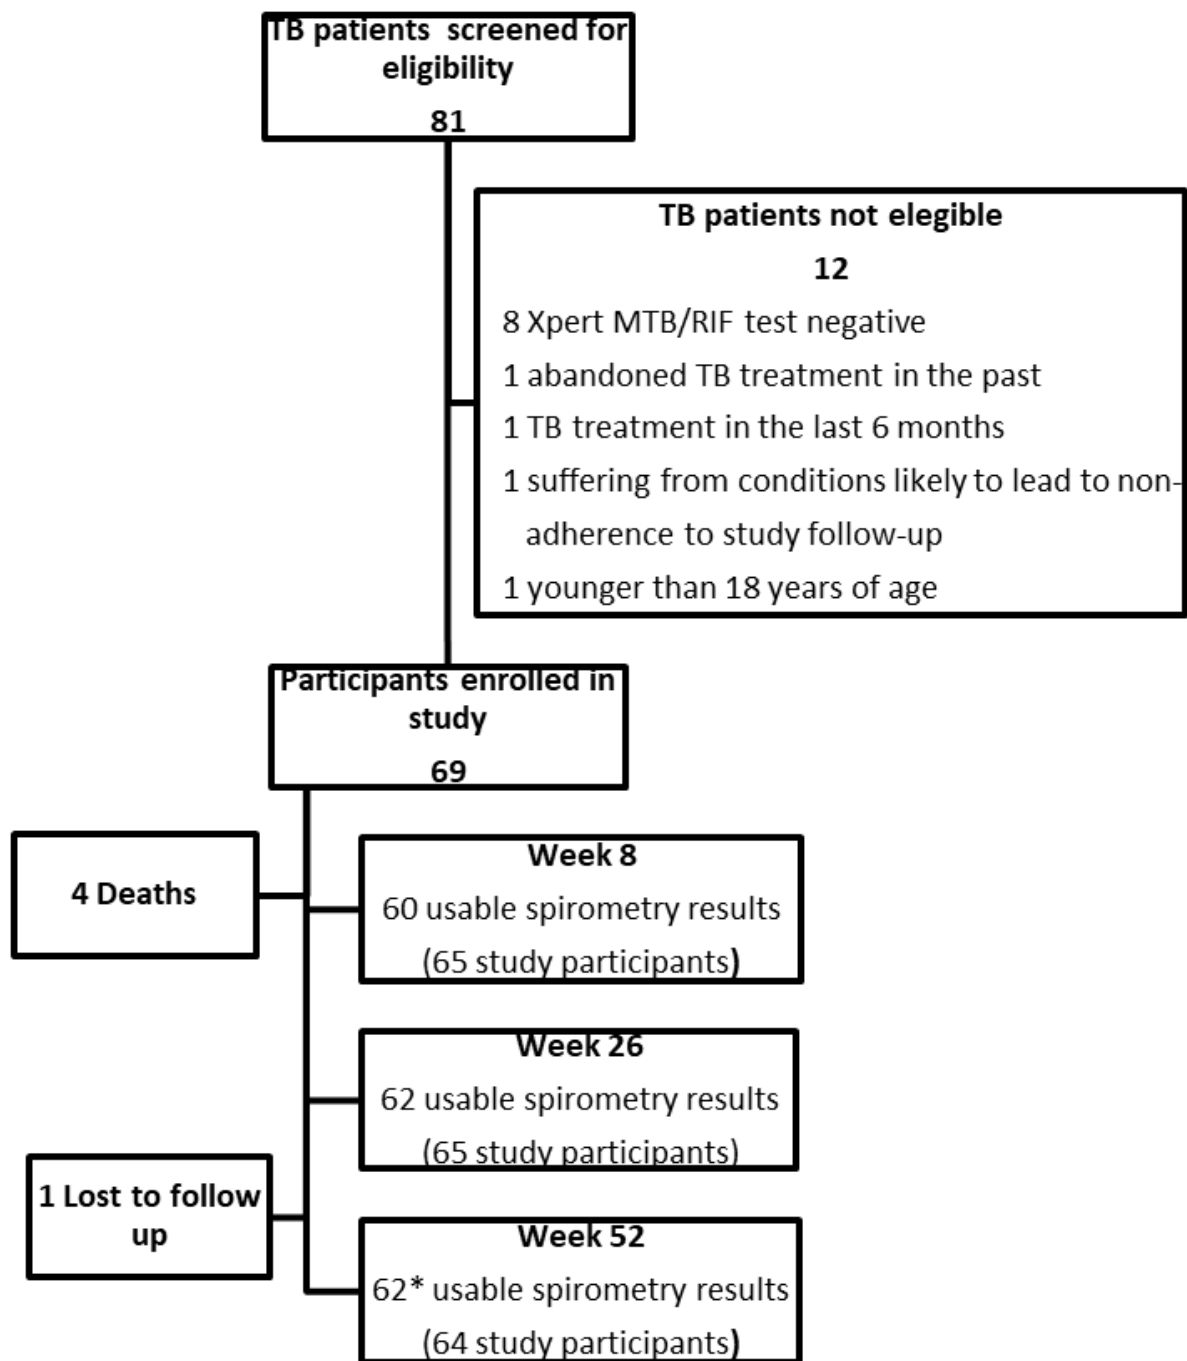 TB patients screened for
eligibility
81
TB patients not elegible
12
8 Xpert MTB/RIF test negative
1 abandoned TB treatment in the past
1 TB treatment in the last 6 months
1 suffering from conditions likely to lead to non-
adherence to study follow-up
1 younger than 18 years of age
Participants enrolled in
study
69
4 Deaths
Week 8
60 usable spirometry results
(65 study participants)
Week 26
62 usable spirometry results
(65 study participants)
1 Lost to follow
up
Week 52
62* usable spirometry results
(64 study participants)